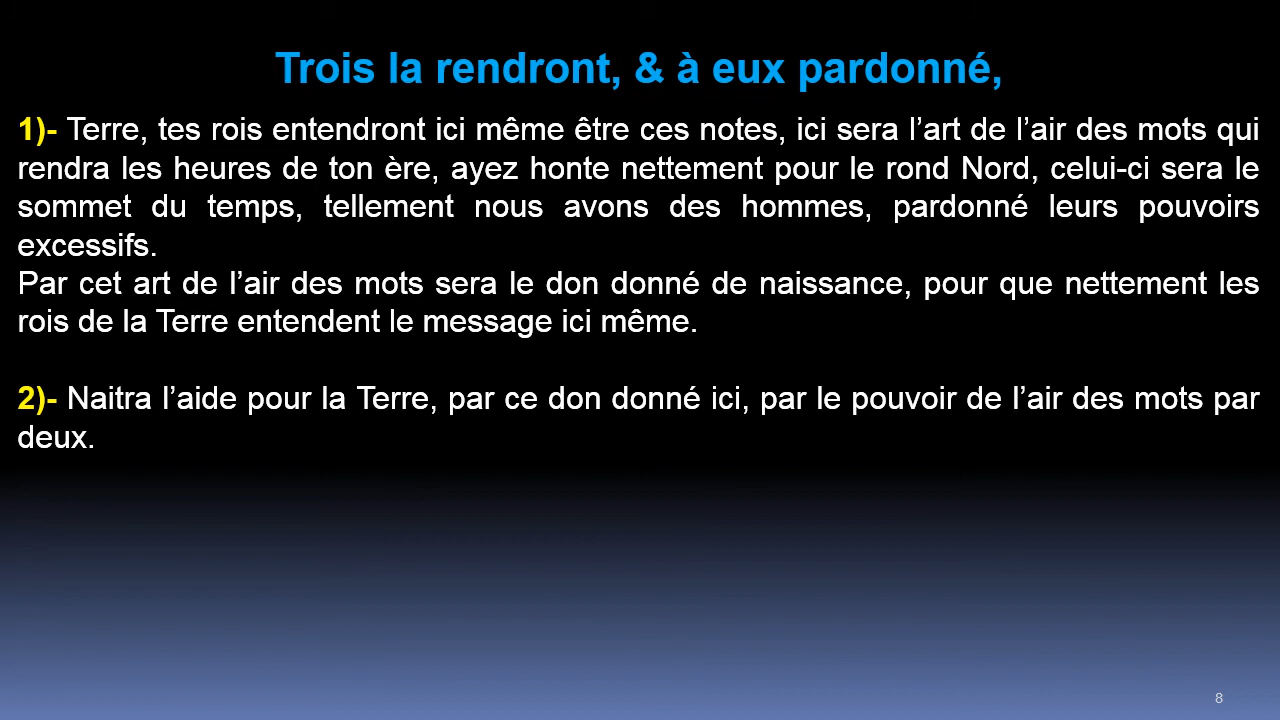 Trois la rendront, & à eux pardonné,
1)- Terre, tes rois entendront ici même être ces notes, ici sera l’art de l’air des mots qui
rendra les heures de ton ère, ayez honte nettement pour le rond Nord, celui-ci sera le
sommet du temps, tellement nous avons des hommes, pardonné leurs pouvoirs
excessifs.
Par cet art de l’air des mots sera le don donné de naissance, pour que nettement les
rois de la Terre entendent le message ici même.
2)- Naitra l’aide pour la Terre, par ce don donné ici, par le pouvoir de l’air des mots par
deux.
8